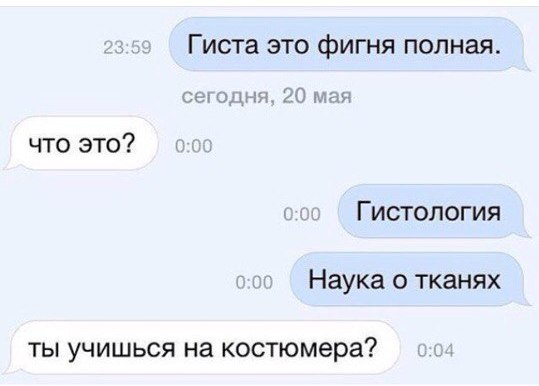 23:59 Гиста это фигня полная.
сегодня, 20 мая
что это? 0:00
0:00 Гистология
0:00 Наука о тканях
ты учишься на костюмера? 0:04